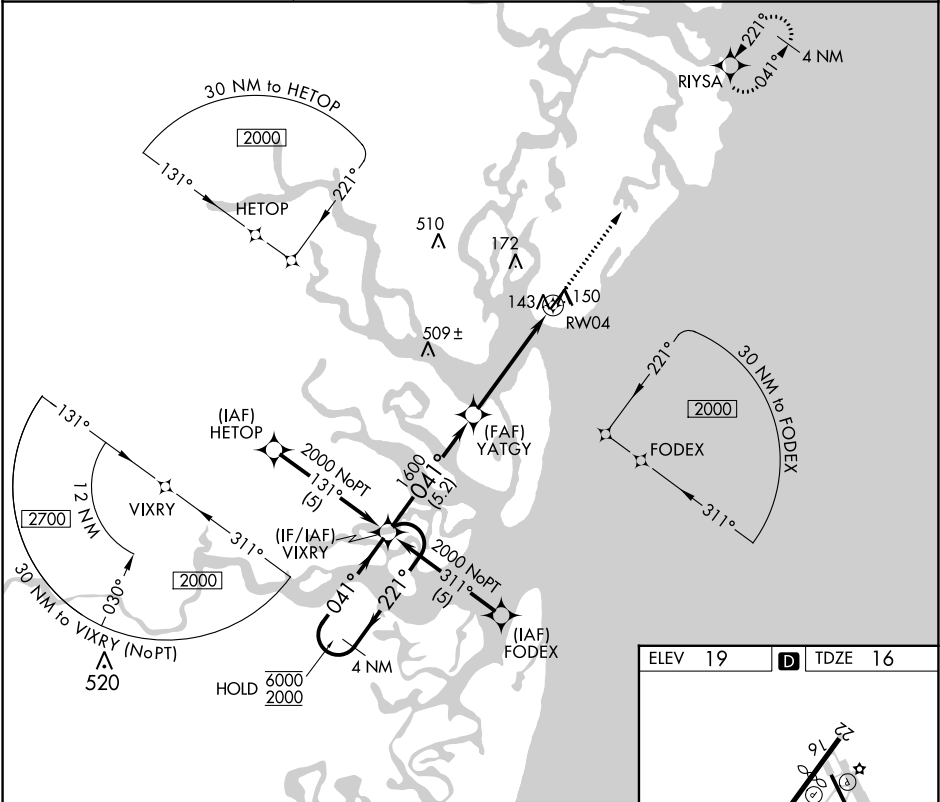 221°
041°
4 NM
RIYSA
30 NM to HETOP
2000
131°
221°
HETOP
510
172
143
150
RW04
509 ±
221°
30 NM to FODEX
2000
FODEX
311°
(FAF)
YATGY
(IAF)
HETOP
2000 NoPT
131°
(5)
1600
041°
(5.2)
131°
12 NM
VIXRY
2700
311°
2000
030°
30 NM to VIXRY (NoPT)
520
(IF/IAF)
VIXRY
2000 NoPT
311°
(5)
041°
221°
(IAF)
FODEX
4 NM
HOLD 6000
2000
ELEV 19
D
TDZE 16
22
16
P
P